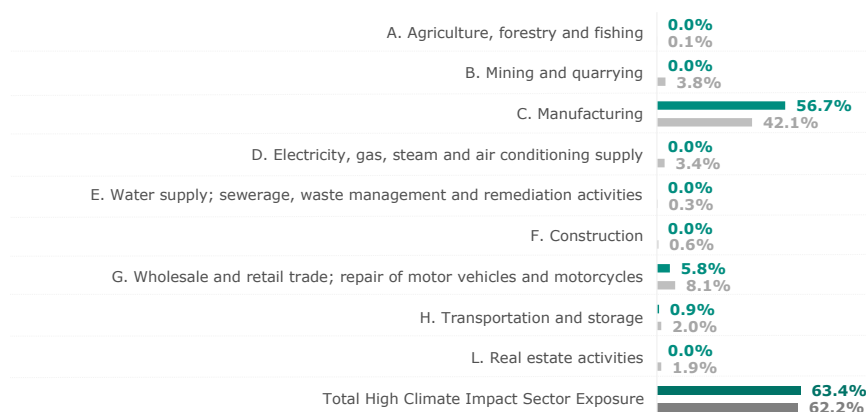 A. Agriculture, forestry and fishing
0.0%
0.1%
B. Mining and quarrying
0.0%
3.8%
C. Manufacturing
56.7%
42.1%
D. Electricity, gas, steam and air conditioning supply
0.0%
3.4%
E. Water supply; sewerage, waste management and remediation activities
0.0%
0.3%
F. Construction
0.0%
0.6%
G. Wholesale and retail trade; repair of motor vehicles and motorcycles
5.8%
8.1%
H. Transportation and storage
0.9%
2.0%
L. Real estate activities
0.0%
1.9%
Total High Climate Impact Sector Exposure
63.4%
62.2%